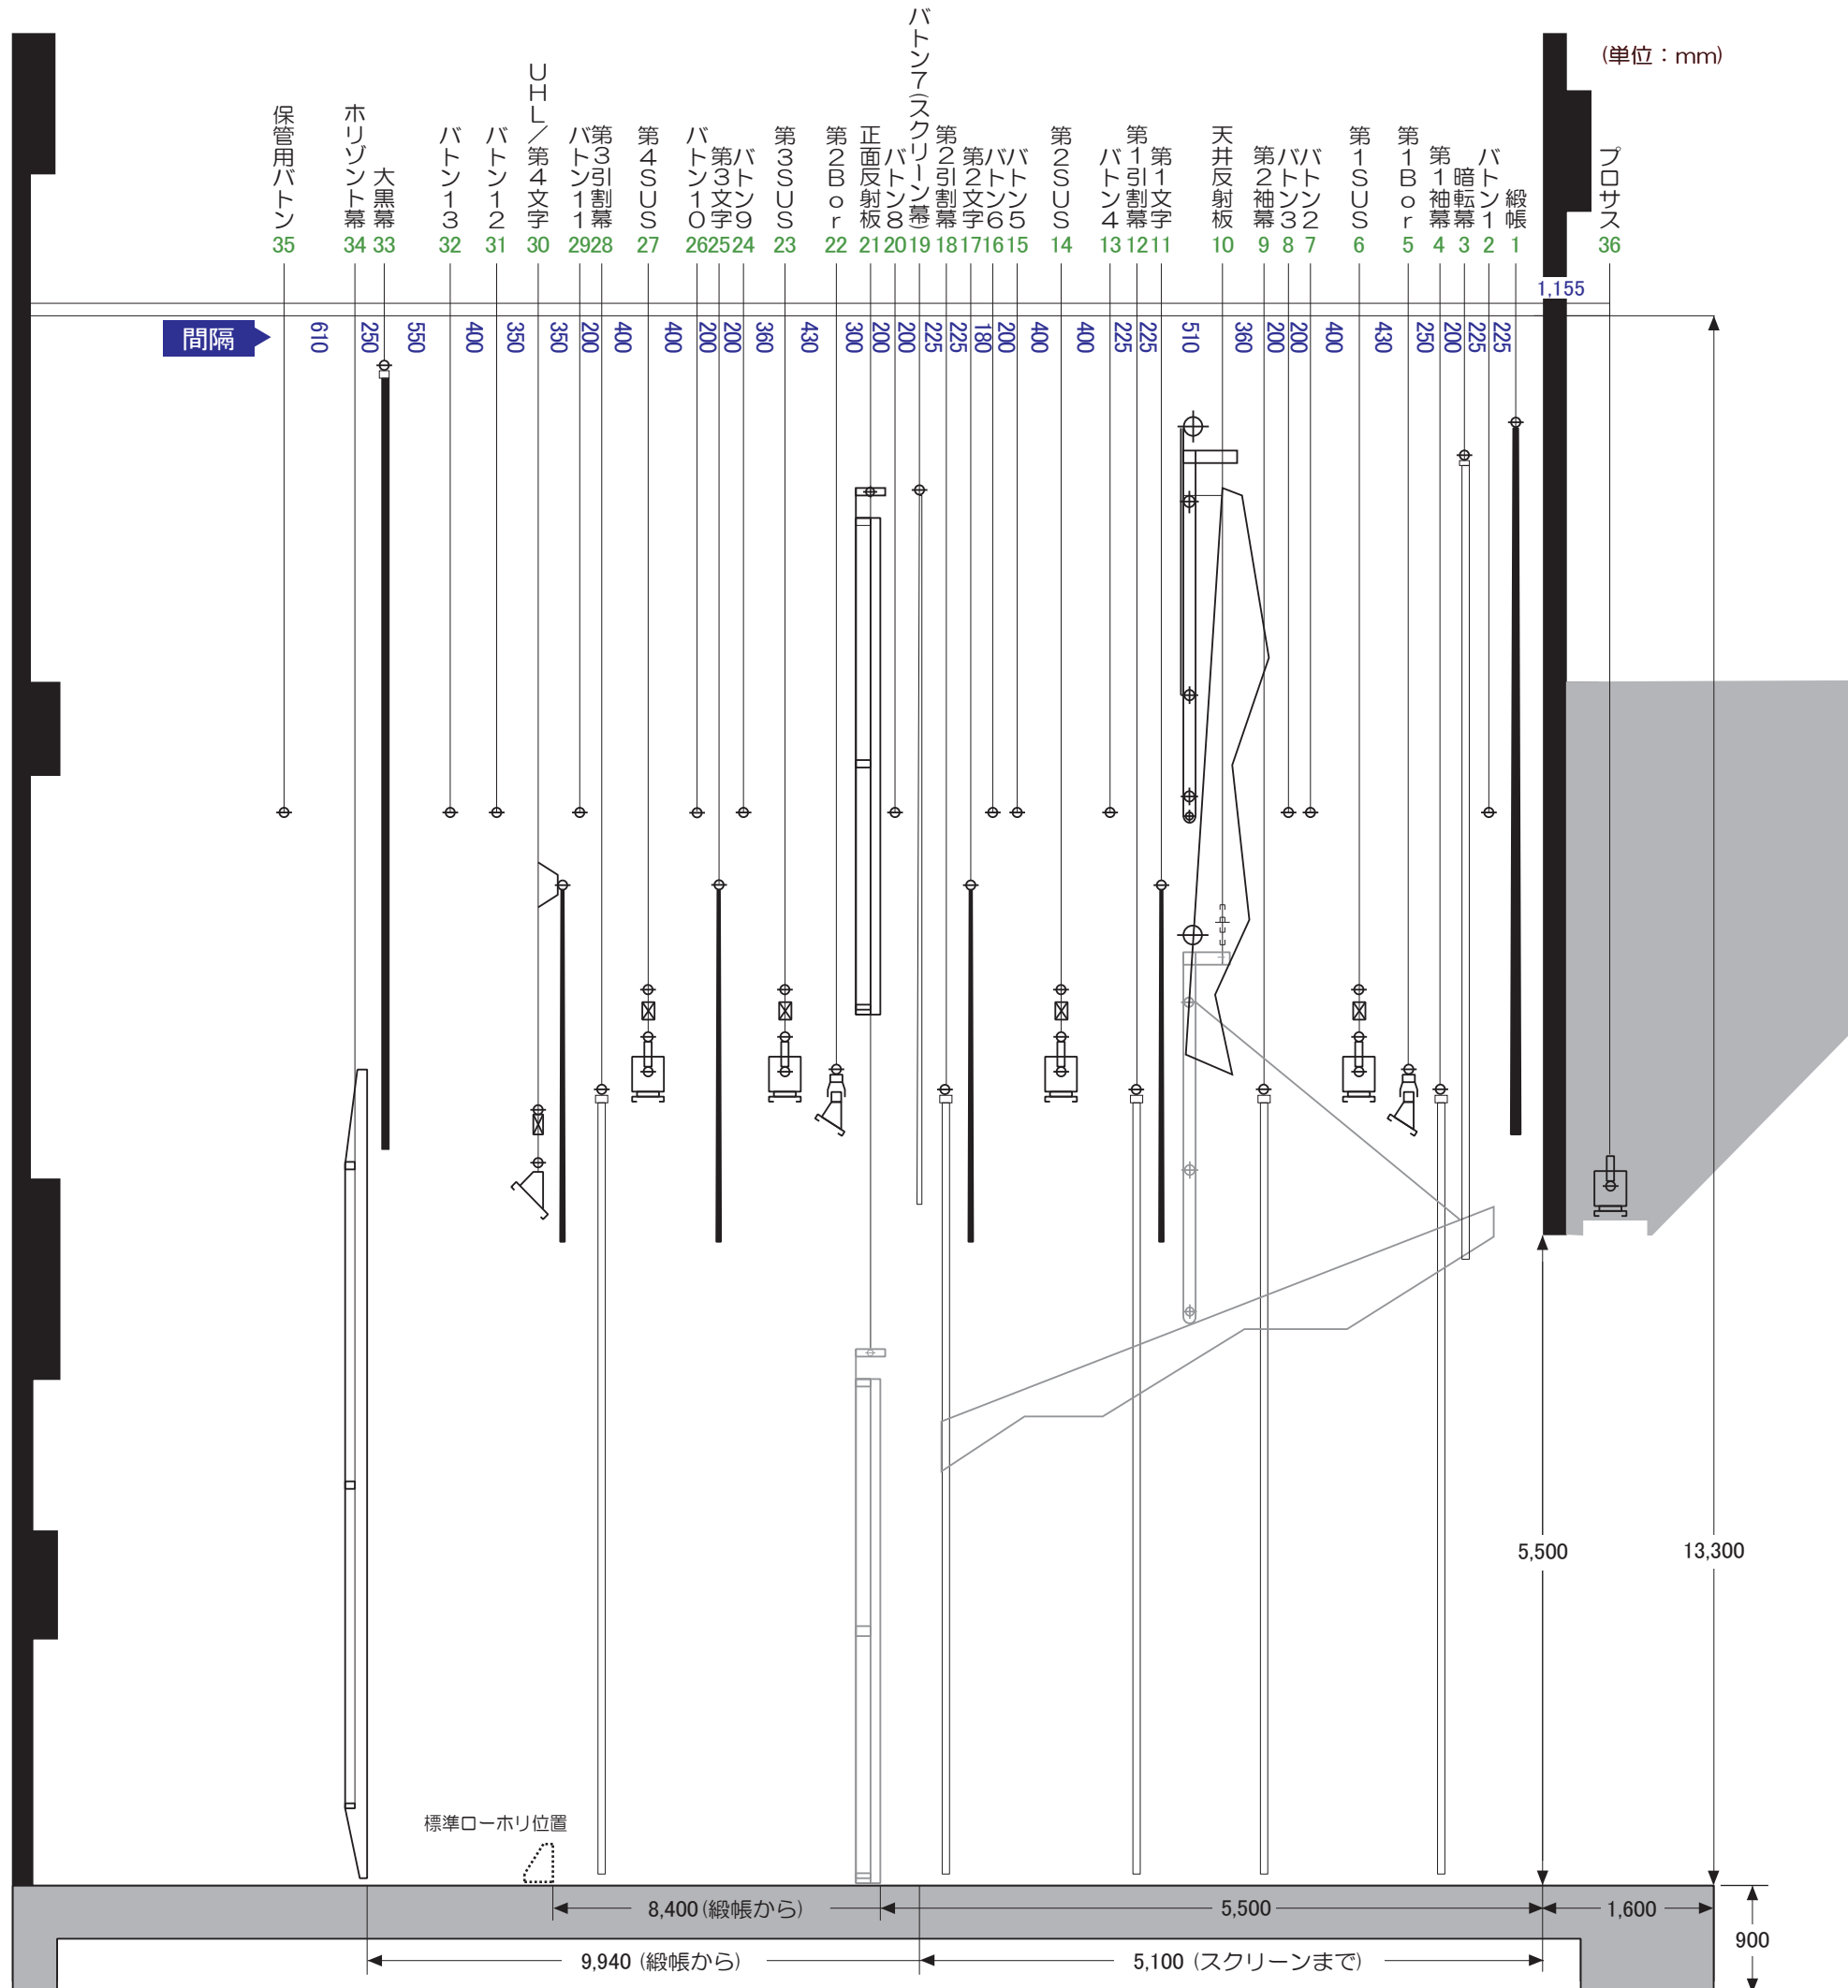 (単位：mm)
保管用バトン
35
ホリゾント幕
34
大黒幕
33
バトン13
32
バトン12
31
UHL／第4文字
30
バトン11
29
第3引割幕
28
第4SUS
27
バトン10
26
第3文字
25
バトン9
24
第3SUS
23
第2Bor
22
正面反射板
21
バトン8
20
バトン7(スクリーン幕)
19
第2引割幕
18
第2文字
17
バトン6
16
バトン5
15
第2SUS
14
バトン4
13
第1引割幕
12
第1文字
11
天井反射板
10
第2袖幕
9
バトン3
8
バトン2
7
第1SUS
6
第1Bor
5
第1袖幕
4
暗転幕
3
バトン1
2
緞帳
1
プロサス
36
1,155
間隔
610
250
550
400
350
350
200
400
400
200
200
360
430
300
200
200
225
225
180
200
400
400
225
225
510
360
200
200
400
430
250
200
225
225
5,500
13,300
標準ローホリ位置
8,400(緞帳から)
5,500
1,600
9,940 (緞帳から)
5,100 (スクリーンまで)
900